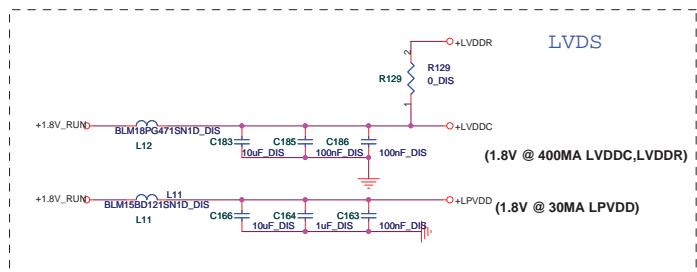 LVDS
+LVDDR
2
R129
R129
0_DIS
1
+1.8V_RUN
BLM18PG471SN1D_DIS
L12
+LVDDC
C183
C185
C186
10uF_DIS
100nF_DIS
100nF_DIS
(1.8V @ 400MA LVDDC,LVDDR)
+1.8V_RUN
L11
BLM15BD121SN1D_DIS
L11
+LPVDD
(1.8V @ 30MA LPVDD)
C166
C164
C163
10uF_DIS
1uF_DIS
100nF_DIS